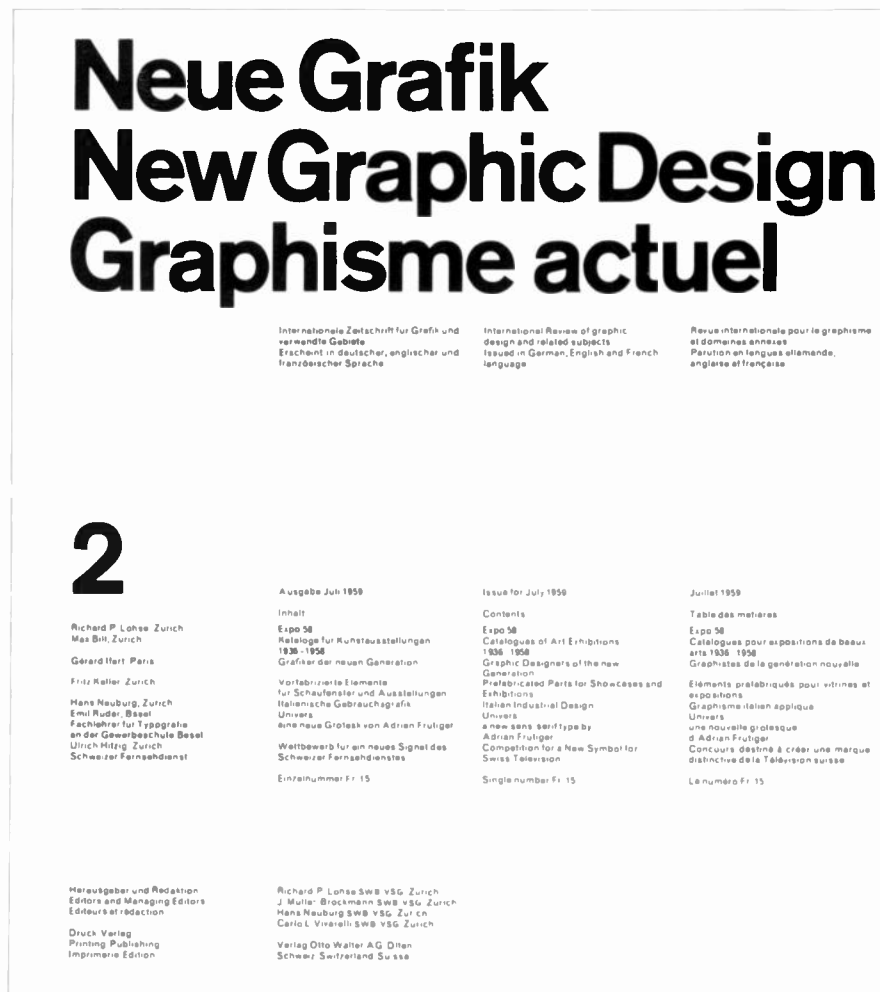 Neue Grafik
New Graphic Design
Graphisme actuel
Internationale Zeitschrift für Grafik und
verwandte Gebiete
Erscheint in deutscher, englischer und
französischer Sprache
International Review of graphic
design and related subjects
Issued in German, English and French
language
Revue internationale pour le graphisme
et domaines annexes
Parution en langues allemande,
anglaise et française
2
Richard P. Lohse Zürich
Max Bill, Zürich
Gérard Ifert Paris
Fritz Keller Zürich
Hans Neuburg, Zürich
Emil Ruder, Basel
Fachlehrer für Typografie
an der Gewerbeschule Basel
Ulrich Hitzig Zürich
Schweizer Fernsehdienst
Ausgabe Juli 1959
Inhalt
Expo 58
Kataloge für Kunstausstellungen
1936-1958
Grafiker der neuen Generation
Vorfabrizierte Elemente
für Schaufenster und Ausstellungen
Italienische Gebrauchsgrafik
Univers
eine neue Grotesk von Adrian Frutiger
Wettbewerb für ein neues Signet des
Schweizer Fernsehdienstes
Einzelnummer Fr. 15
Issue for July 1959
Contents
Expo 58
Catalogues of Art Exhibitions
1936 1958
Graphic Designers of the new
Generation
Prefabricated Parts for Showcases and
Exhibitions
Italian Industrial Design
Univers
a new sans serif type by
Adrian Frutiger
Competition for a New Symbol for
Swiss Television
Single number Fr. 15
Juillet 1959
Table des matières
Expo 58
Catalogues pour expositions de beaux
arts 1936 1958
Graphistes de la génération nouvelle
Eléments préfabriqués pour vitrines et
expositions
Graphisme italien appliqué
Univers
une nouvelle grotesque
d'Adrian Frutiger
Concours destiné à créer une marque
distinctive de la Télévision suisse
Le numéro Fr. 15
Herausgeber und Redaktion
Editors and Managing Editors
Editeurs et rédaction
Druck Verlag
Printing Publishing
Imprimerie Edition
Richard P. Lohse SWB VSG Zürich
J. Müller-Brockmann SWB VSG Zürich
Hans Neuburg SWB VSG Zürich
Carlo L. Vivarelli SWB VSG Zürich
Verlag Otto Walter AG Olten
Schweiz Switzerland Suisse